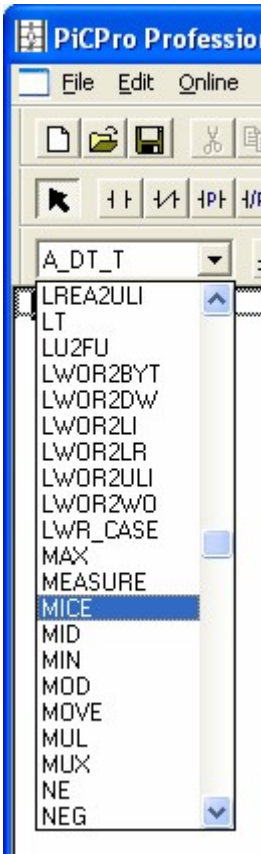 PiCPro Professio
File Edit Online
A_DT_T
LREA2ULI
LT
LU2FU
LWOR2BYT
LWOR2DW
LWOR2LI
LWOR2LR
LWOR2ULI
LWOR2WO
LWR_CASE
MAX
MEASURE
MICE
MID
MIN
MOD
MOVE
MUL
MUX
NE
NEG